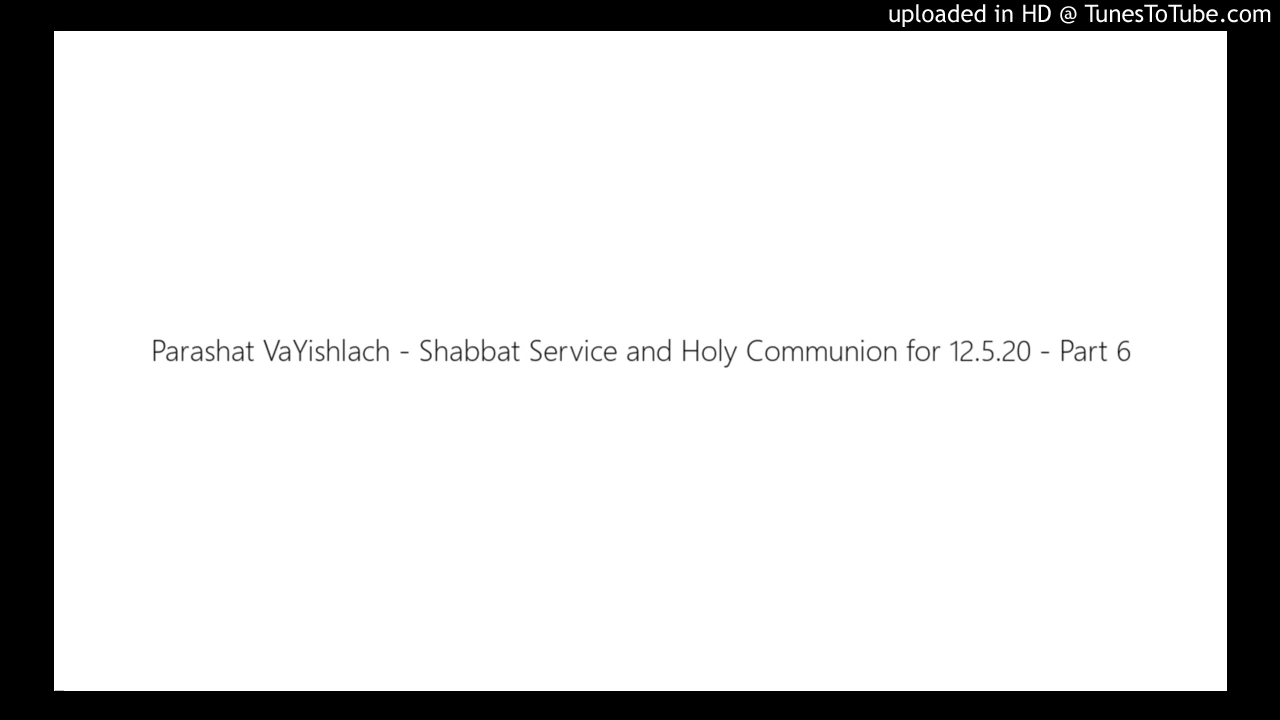 uploaded in HD @ TunesToTube.com
Parashat VaYishlach - Shabbat Service and Holy Communion for 12.5.20 - Part 6